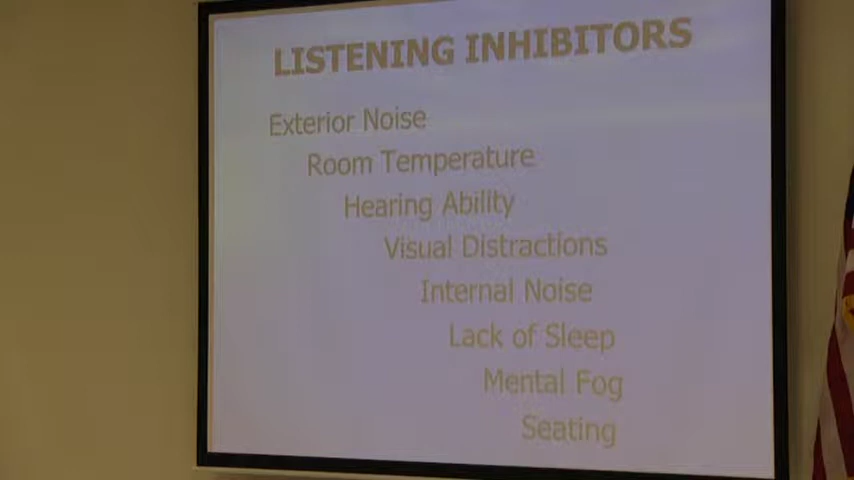 LISTENING INHIBITORS
Exterior Noise
Room Temperature
Hearing Ability
Visual Distractions
Internal Noise
Lack of Sleep
Mental Fog
Seating